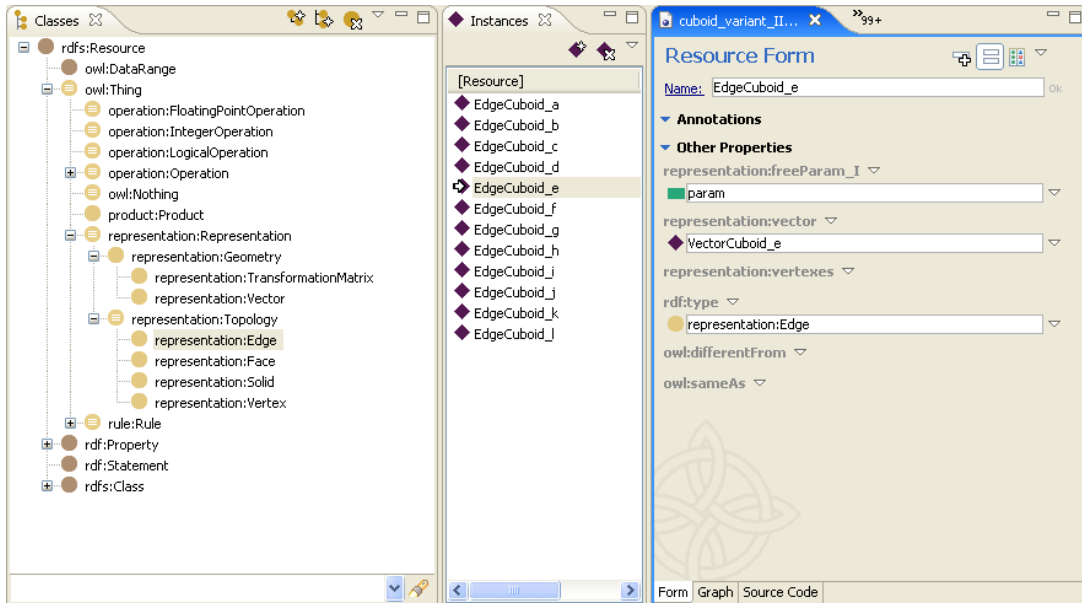 Classes
rdfs:Resource
owl:DataRange
owl:Thing
operation:FloatingPointOperation
operation:IntegerOperation
operation:LogicalOperation
operation:Operation
owl:Nothing
product:Product
representation:Representation
representation:Geometry
representation:TransformationMatrix
representation:Vector
representation:Topology
representation:Edge
representation:Face
representation:Solid
representation:Vertex
rule:Rule
rdf:Property
rdf:Statement
rdfs:Class
Instances
[Resource]
EdgeCuboid_a
EdgeCuboid_b
EdgeCuboid_c
EdgeCuboid_d
EdgeCuboid_e
EdgeCuboid_f
EdgeCuboid_g
EdgeCuboid_h
EdgeCuboid_i
EdgeCuboid_j
EdgeCuboid_k
EdgeCuboid_l
cuboid_variant_II... 99+
Resource Form
Name: EdgeCuboid_e Ok
Annotations
Other Properties
representation:freeParam_I
param
representation:vector
VectorCuboid_e
representation:vertexes
rdf:type
representation:Edge
owl:differentFrom
owl:sameAs
Form Graph Source Code